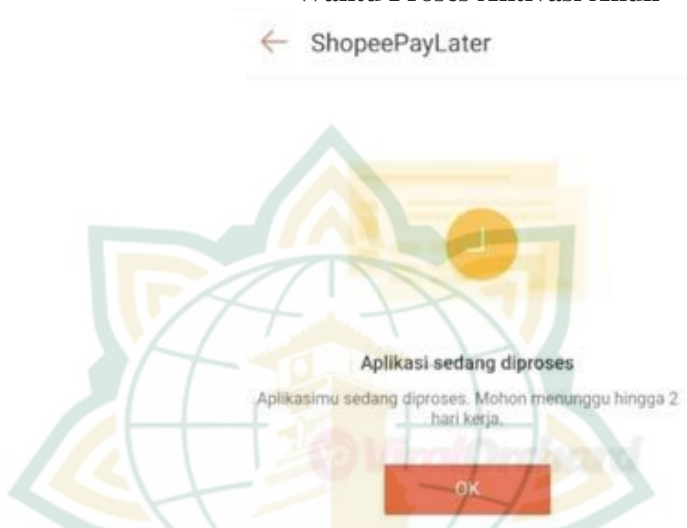 ShopeePayLater
Aplikasi sedang diproses
Aplikasimu sedang diproses. Mohon menunggu hingga 2
hari kerja.
OK